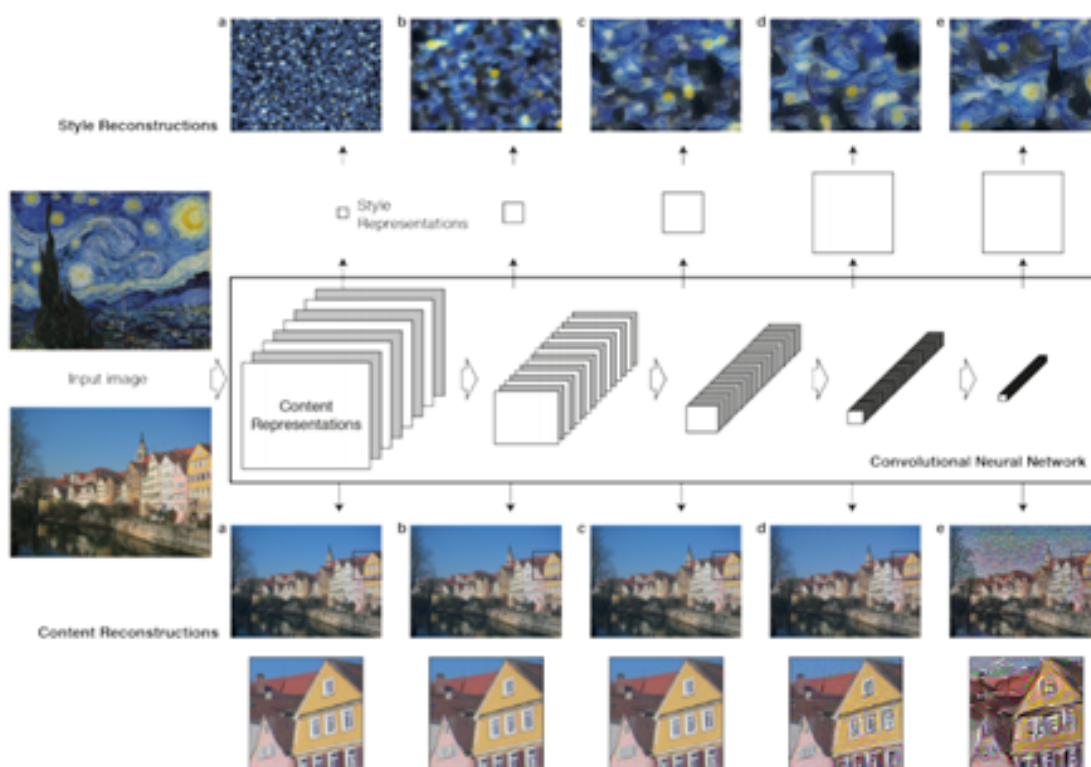 a b c d e
Style Reconstructions
Style
Representations
Input image
Content
Representations
Convolutional Neural Network
a b c d e
Content Reconstructions